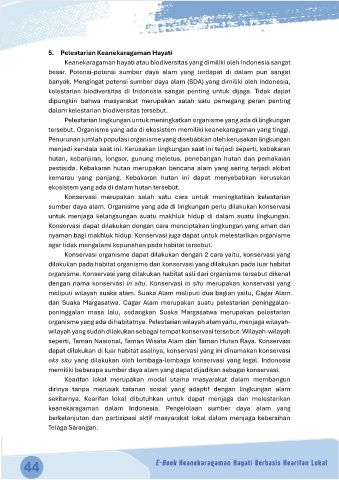 5. Pelestarian Keanekaragaman Hayati
Keanekaragaman hayati atau biodiversitas yang dimiliki oleh Indonesia sangat
besar. Potensi-potensi sumber daya alam yang terdapat di dalam pun sangat
banyak. Mengingat potensi sumber daya alam (SDA) yang dimiliki oleh Indonesia,
kelestarian biodiversitas di Indonesia sangat penting untuk dijaga. Tidak dapat
dipungkiri bahwa masyarakat merupakan salah satu pemegang peran penting
dalam kelestarian biodiversitas tersebut.
Pelestarian lingkungan untuk meningkatkan organisme yang ada di lingkungan
tersebut. Organisme yang ada di ekosistem memiliki keanekaragaman yang tinggi.
Penurunan jumlah populasi organisme yang disebabkan oleh kerusakan lingkungan
menjadi kendala saat ini. Kerusakan lingkungan saat ini terjadi seperti, kebakaran
hutan, kebanjiran, longsor, gunung meletus, penebangan hutan dan pemakaian
pestisida. Kebakaran hutan merupakan bencana alam yang sering terjadi akibat
kemarau yang panjang. Kebakaran hutan ini dapat menyebabkan kerusakan
ekosistem yang ada di dalam hutan tersebut.
Konservasi merupakan salah satu cara untuk meningkatkan kelestarian
sumber daya alam. Organisme yang ada di lingkungan perlu dilakukan konservasi
untuk menjaga kelangsungan suatu makhluk hidup di dalam suatu lingkungan.
Konservasi dapat dilakukan dengan cara menciptakan lingkungan yang aman dan
nyaman bagi makhluk hidup. Konservasi juga dapat untuk melestarikan organisme
agar tidak mengalami kepunahan pada habitat tersebut.
Konservasi organisme dapat dilakukan dengan 2 cara yaitu, konservasi yang
dilakukan pada habitat organisme dan konservasi yang dilakukan pada luar habitat
organisme. Konservasi yang dilakukan habitat asli dari organisme tersebut dikenal
dengan nama konservasi in situ. Konservasi in situ merupakan konservasi yang
meliputi wilayah suaka alam. Suaka Alam meliputi dua bagian yaitu, Cagar Alam
dan Suaka Margasatwa. Cagar Alam merupakan suatu pelestarian peninggalan-
peninggalan masa lalu, sedangkan Suaka Margasatwa merupakan pelestarian
organisme yang ada di habitatnya. Pelestarian wilayah alam yaitu, menjaga wilayah-
wilayah yang sudah dilakukan sebagai tempat konservasi tersebut. Wilayah-wilayah
seperti, Taman Nasional, Taman Wisata Alam dan Taman Hutan Raya. Konservasi
dapat dilakukan di luar habitat asalnya, konservasi yang ini dinamakan konservasi
eks situ yang dilakukan oleh lembaga-lembaga konservasi yang legal. Indonesia
memiliki beberapa sumber daya alam yang dapat dijadikan sebagai konservasi.
Kearifan lokal merupakan modal utama masyarakat dalam membangun
dirinya tanpa merusak tatanan sosial yang adaptif dengan lingkungan alam
sekitarnya. Kearifan lokal dibutuhkan untuk dapat menjaga dan melestarikan
keanekaragaman dalam Indonesia. Pengelolaan sumber daya alam yang
berkelanjutan dan partisipasi aktif masyarakat lokal dalam menjaga kebersihan
Telaga Sarangan.
44
E-Book Keanekaragaman Hayati Berbasis Kearifan Lokal